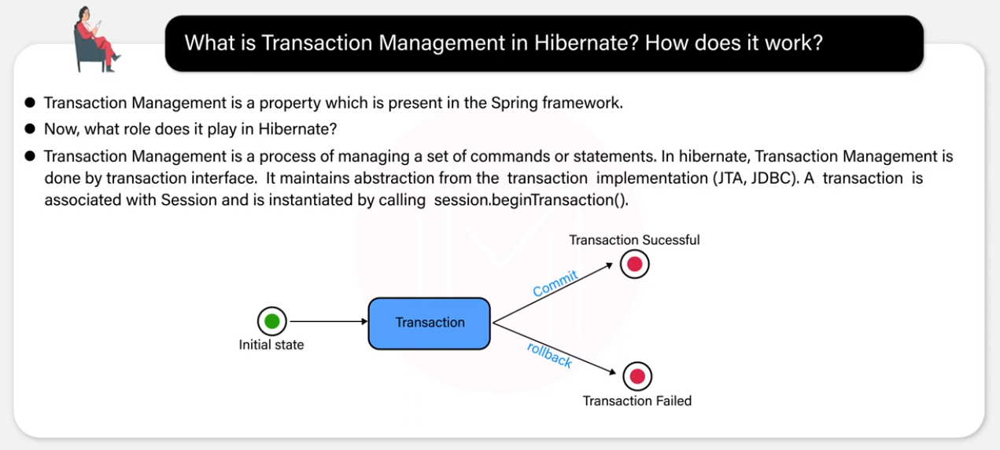 What is Transaction Management in Hibernate? How does it work?
Transaction Management is a property which is present in the Spring framework.
Now, what role does it play in Hibernate?
Transaction Management is a process of managing a set of commands or statements. In hibernate, Transaction Management is
done by transaction interface. It maintains abstraction from the transaction implementation (JTA, JDBC). A transaction is
associated with Session and is instantiated by calling session.beginTransaction().
Transaction Sucessful
Commit
Transaction
Initial state
rollback
Transaction Failed